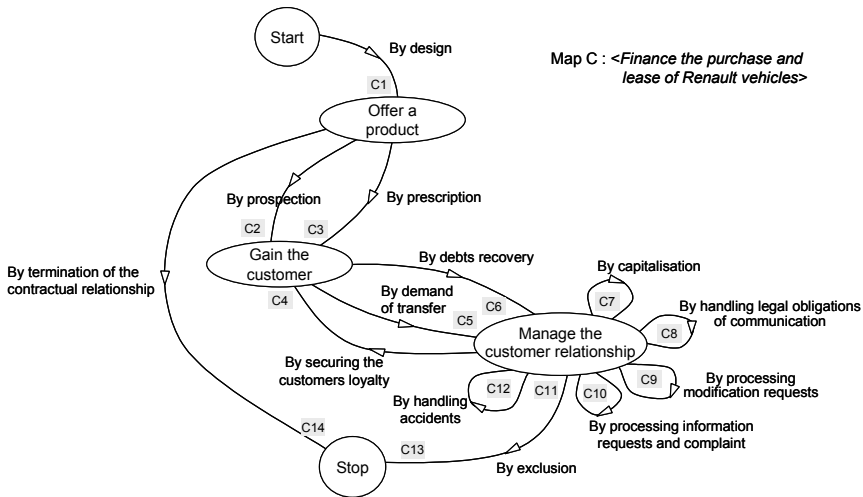 Start
By design
Map C : <Finance the purchase and
lease of Renault vehicles>
C1
Offer a
product
By prospection
By prescription
C2
C3
Gain the
customer
By debts recovery
By termination of the
contractual relationship
C4
By demand
of transfer
C6
C5
By capitalisation
C7
By handling legal obligations
of communication
C8
Manage the
customer relationship
By securing the
customers loyalty
C12
C11
C10
C9
By processing
modification requests
By handling
accidents
By processing information
requests and complaint
C14
C13
Stop
By exclusion